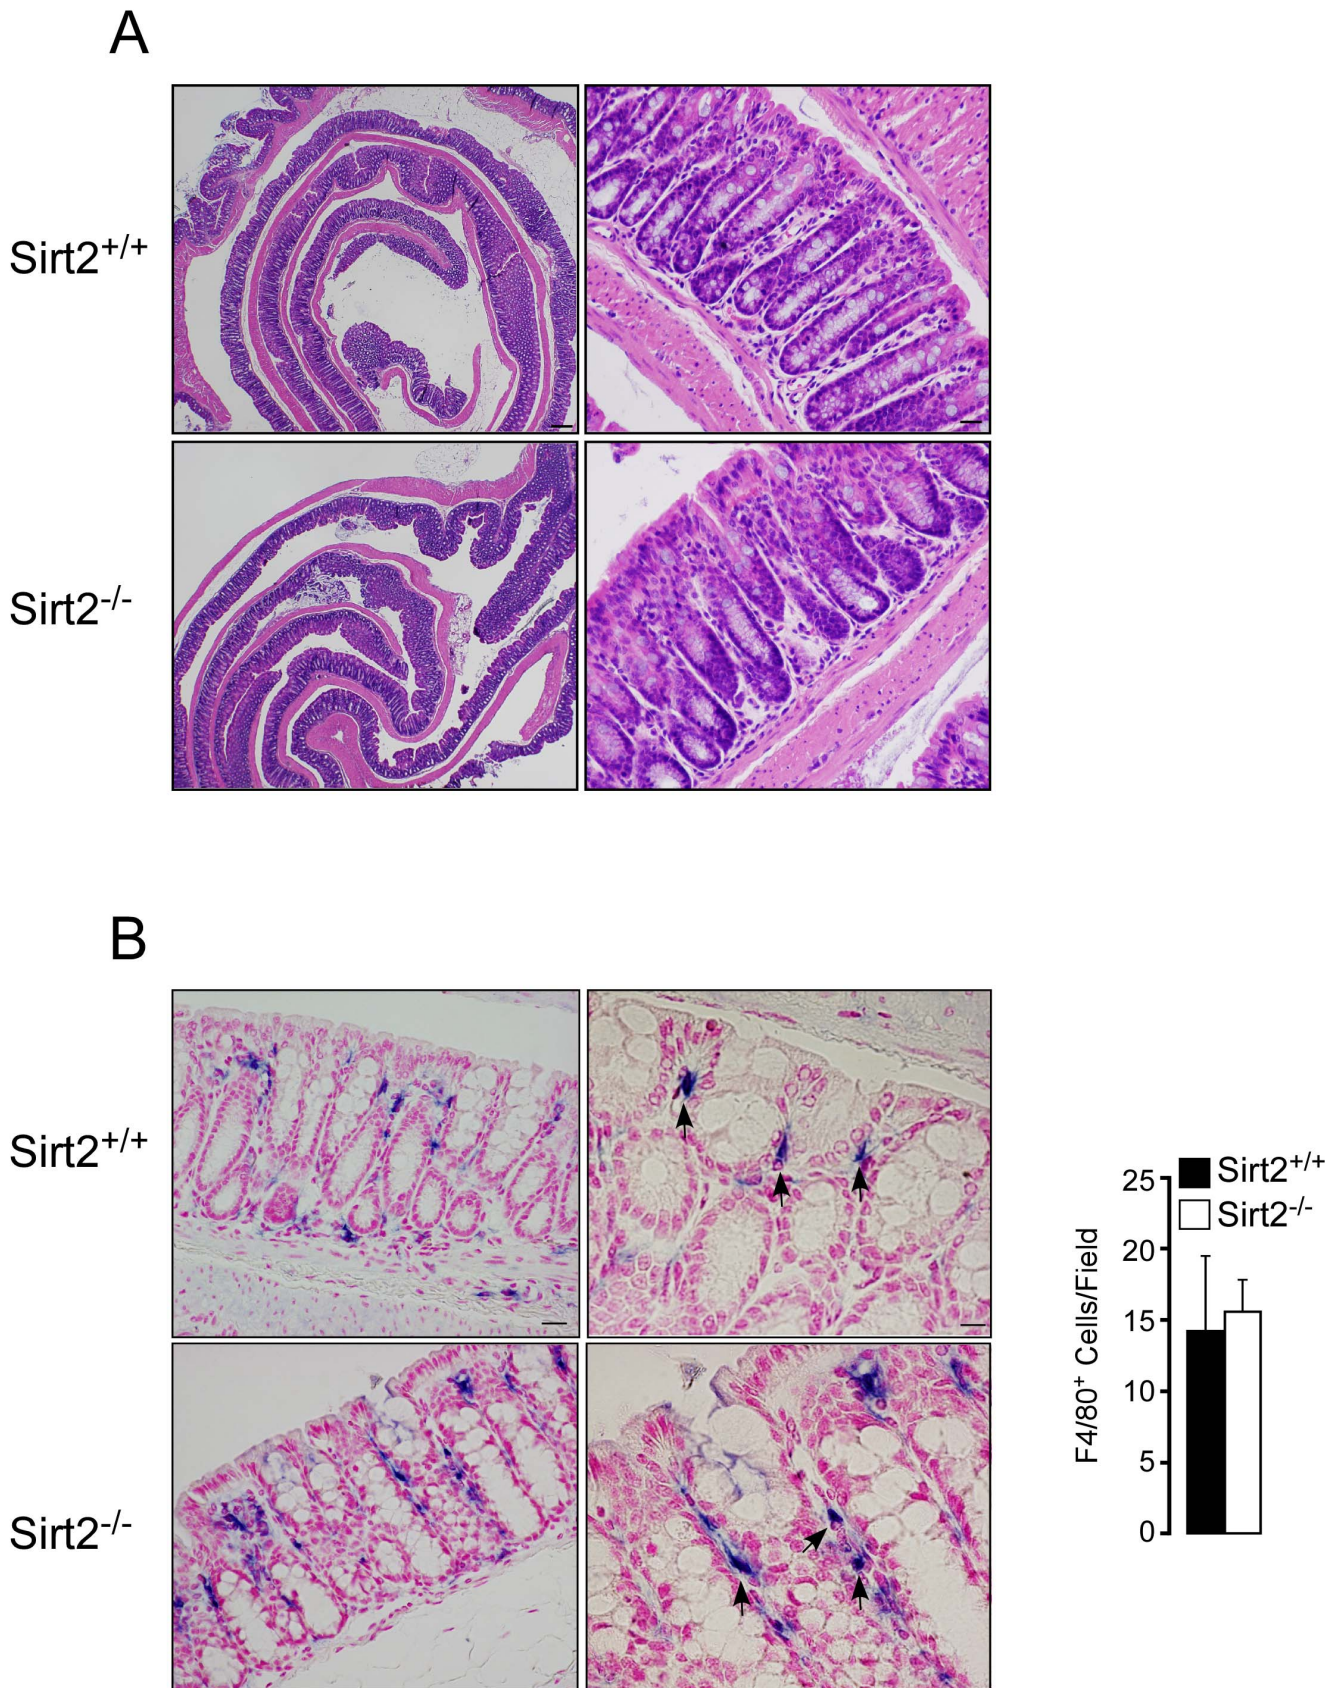 A
Sirt2+/+
Sirt2-/-
B
Sirt2+/+
Sirt2-/-
Sirt2+/+
Sirt2-/-
F4/80+ Cells/Field
25
20
15
10
5
0